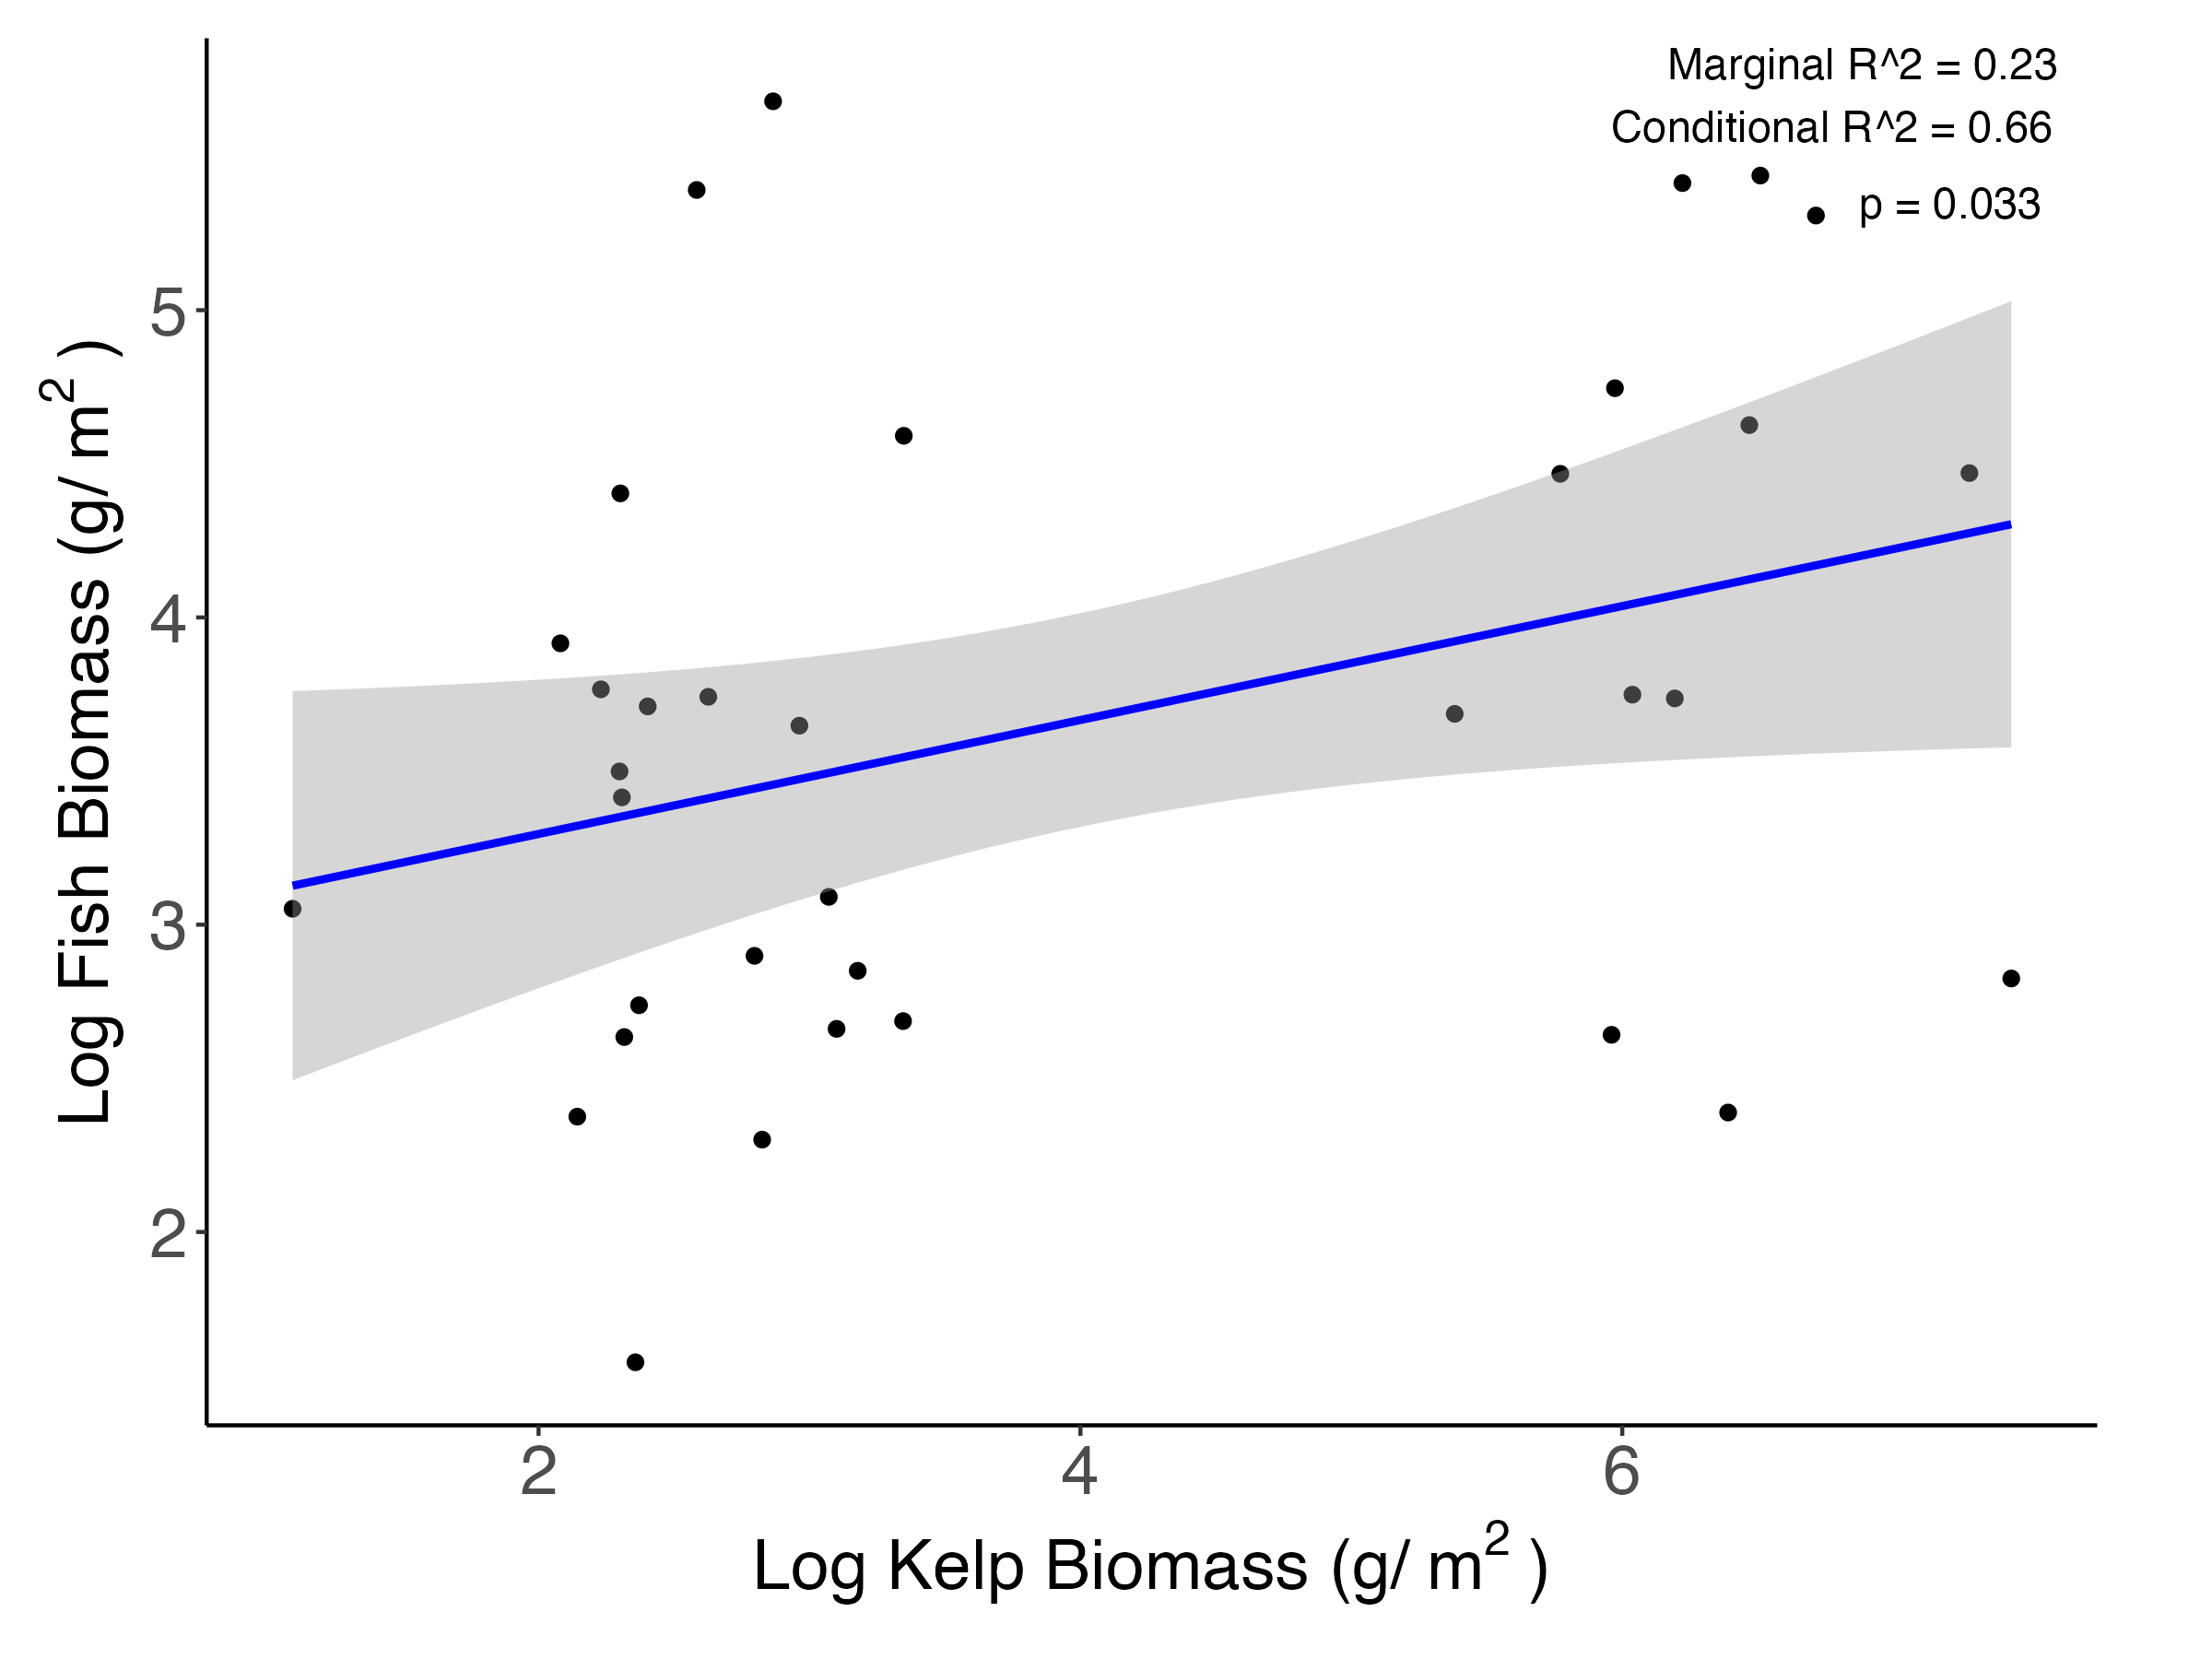 Marginal R^2 = 0.23
Conditional R^2 = 0.66
p = 0.033
Log Fish Biomass (g/ m²)
5
4
3
2
2 4 6
Log Kelp Biomass (g/ m²)